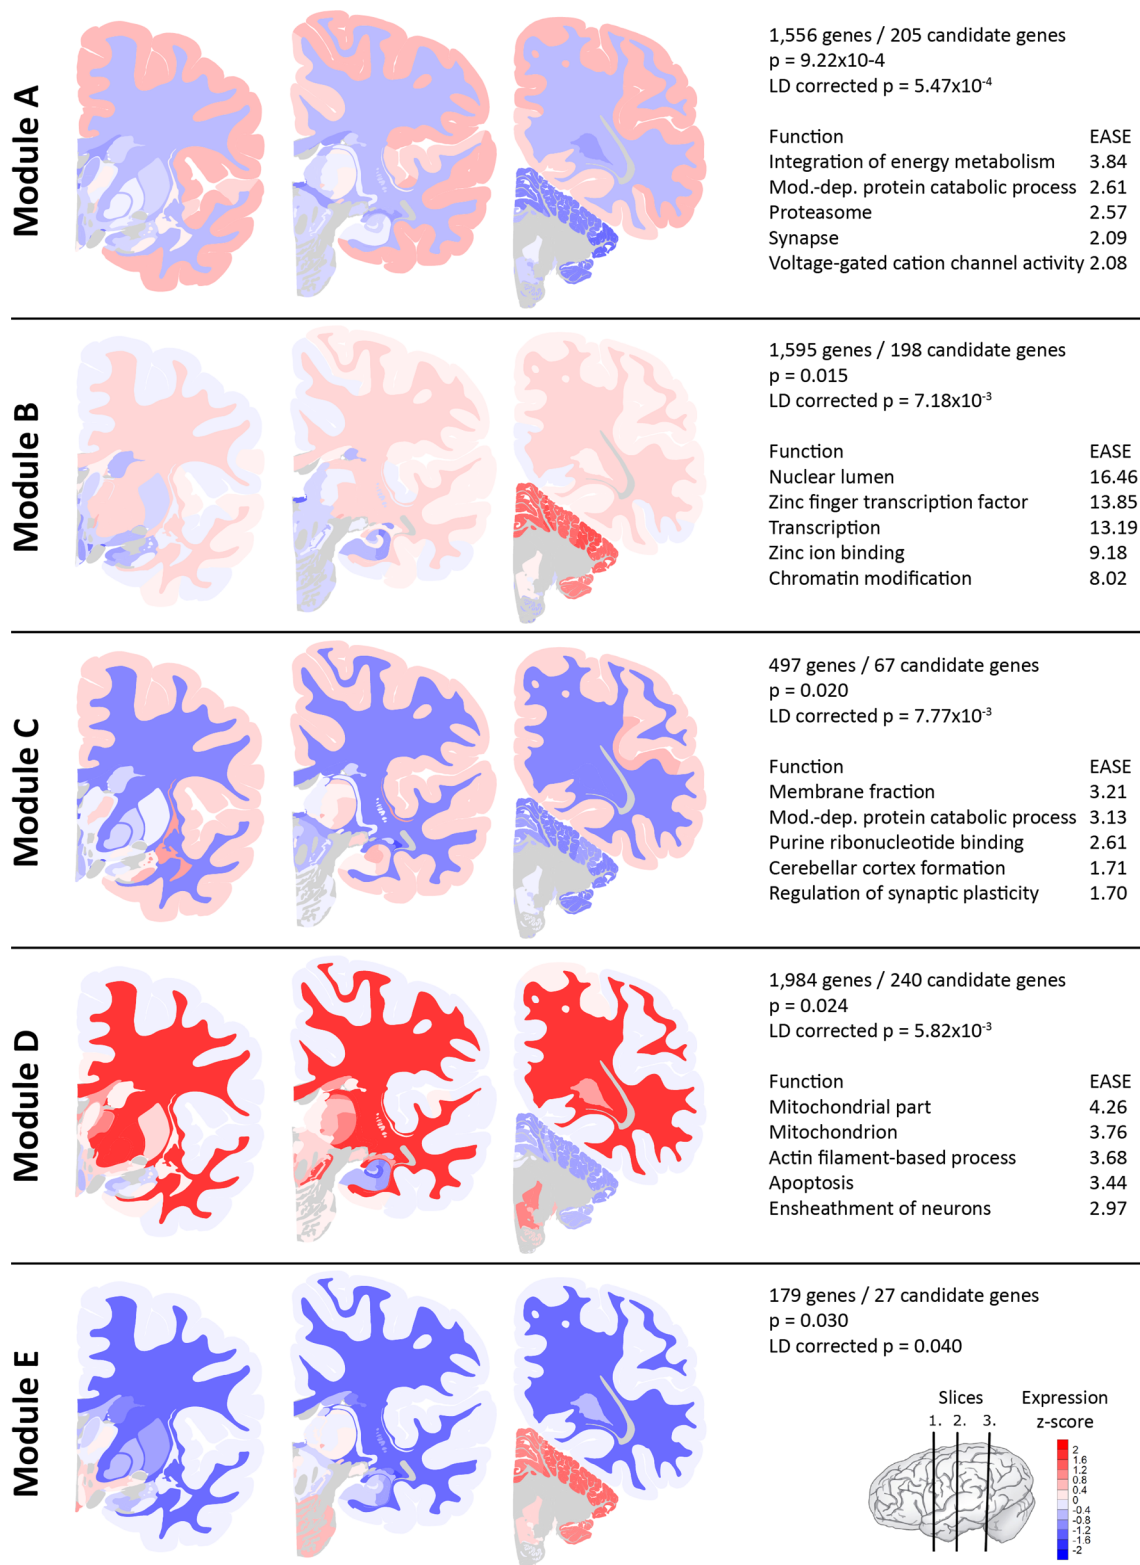 Module A
1,556 genes / 205 candidate genes
p = 9.22x10-4
LD corrected p = 5.47x10-4
Function EASE
Integration of energy metabolism 3.84
Mod.-dep. protein catabolic process 2.61
Proteasome 2.57
Synapse 2.09
Voltage-gated cation channel activity 2.08
Module B
1,595 genes / 198 candidate genes
p = 0.015
LD corrected p = 7.18x10-3
Function EASE
Nuclear lumen 16.46
Zinc finger transcription factor 13.85
Transcription 13.19
Zinc ion binding 9.18
Chromatin modification 8.02
Module C
497 genes / 67 candidate genes
p = 0.020
LD corrected p = 7.77x10-3
Function EASE
Membrane fraction 3.21
Mod.-dep. protein catabolic process 3.13
Purine ribonucleotide binding 2.61
Cerebellar cortex formation 1.71
Regulation of synaptic plasticity 1.70
Module D
1,984 genes / 240 candidate genes
p = 0.024
LD corrected p = 5.82x10-3
Function EASE
Mitochondrial part 4.26
Mitochondrion 3.76
Actin filament-based process 3.68
Apoptosis 3.44
Ensheathment of neurons 2.97
Module E
179 genes / 27 candidate genes
p = 0.030
LD corrected p = 0.040
Slices
1. 2. 3.
Expression
z-score
2
1.6
1.2
0.8
0.4
0
-0.4
-0.8
-1.2
-1.6
-2